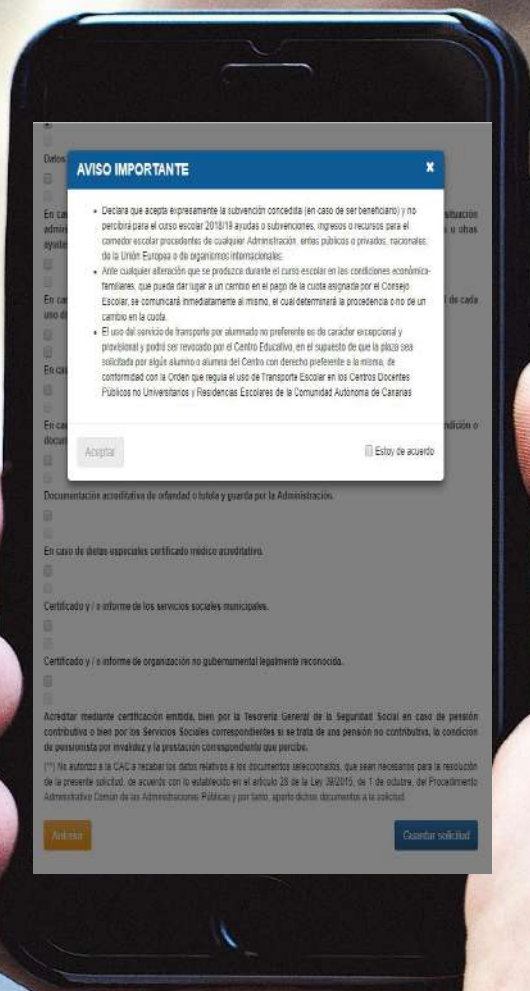 Datos
AVISO IMPORTANTE
×
• Declara que acepta expresamente la subvención concedida (en caso de ser beneficiario) y no
percibirá para el curso escolar 2018/19 ayudas o subvenciones, ingresos o recursos para el
comedor escolar procedentes de cualquier Administración, entes públicos o privados, nacionales,
de la Unión Europea o de organismos internacionales.
• Ante cualquier alteración que se produzca durante el curso escolar en las condiciones económica-
familiares, que pueda dar lugar a un cambio en el pago de la cuota asignada por el Consejo
Escolar, se comunicará inmediatamente al mismo, el cual determinará la procedencia o no de un
cambio en la cuota.
• El uso del servicio de transporte por alumnado no preferente es de carácter excepcional y
provisional y podrá ser revocado por el Centro Educativo, en el supuesto de que la plaza sea
solicitada por algún alumno o alumna del Centro con derecho preferente a la misma, de
conformidad con la Orden que regula el uso de Transporte Escolar en los Centros Docentes
Públicos no Universitarios y Residencias Escolares de la Comunidad Autónoma de Canarias
Aceptar
Estoy de acuerdo
En
situación
u otras
En
de cada
uno
En
En
dición o
Documentación acreditativa de orfandad o tutela y guarda por la Administración.
En caso de dietas especiales certificado médico acreditativo.
Certificado y / o informe de los servicios sociales municipales.
Certificado y / o informe de organización no gubernamental legalmente reconocida.
Acreditar mediante certificación emitida, bien por la Tesorería General de la Seguridad Social en caso de pensión
contributiva o bien por los Servicios Sociales correspondientes si se trata de una pensión no contributiva, la condición
de pensionista por invalidez y la prestación correspondiente que percibe.
(**) No autorizo a la CAC a recabar los datos relativos a los documentos seleccionados, que sean necesarios para la resolución
de la presente solicitud, de acuerdo con lo establecido en el artículo 28 de la Ley 39/2015, de 1 de octubre, del Procedimiento
Administrativo Común de las Administraciones Públicas y por tanto, aporto dichos documentos a la solicitud.
Anterior
Guardar solicitud